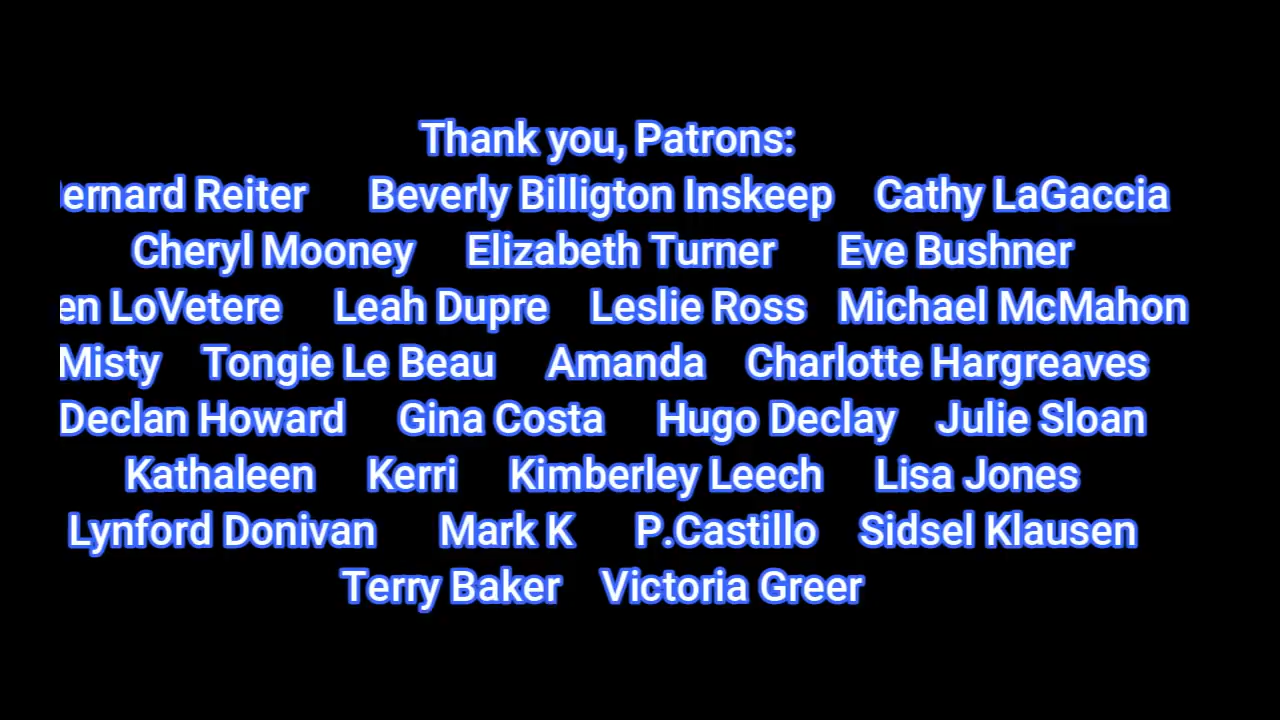 Thank you, Patrons:
ernard Reiter Beverly Billigton Inskeep Cathy LaGaccia
Cheryl Mooney Elizabeth Turner Eve Bushner
en LoVetere Leah Dupre Leslie Ross Michael McMahon
Misty Tongie Le Beau Amanda Charlotte Hargreaves
Declan Howard Gina Costa Hugo Declay Julie Sloan
Kathaleen Kerri Kimberley Leech Lisa Jones
Lynford Donivan Mark K P.Castillo Sidsel Klausen
Terry Baker Victoria Greer